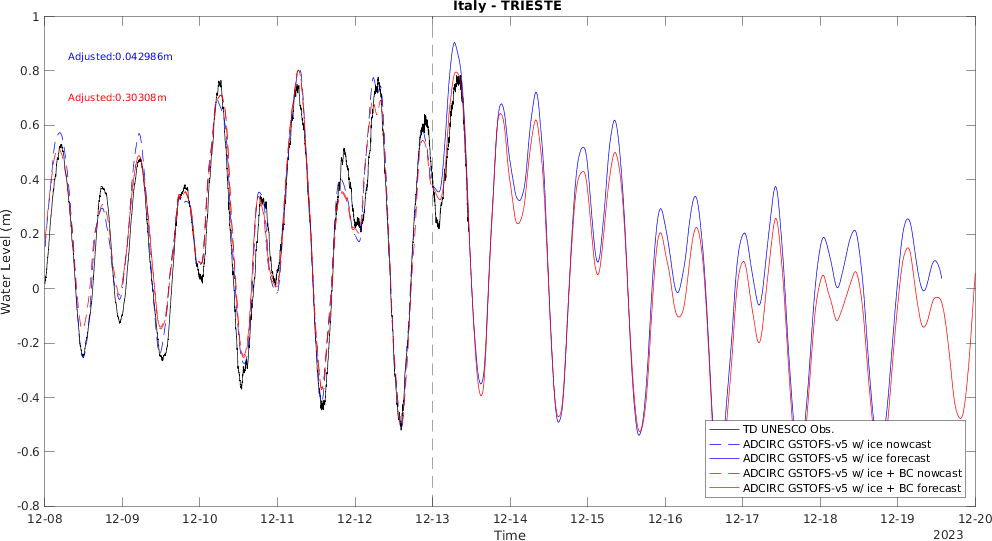 Italy - TRIESTE
Adjusted:0.042986m
Adjusted:0.30308m
Water Level (m)
1
0.8
0.6
0.4
0.2
0
-0.2
-0.4
-0.6
-0.8
TD UNESCO Obs.
ADCIRC GSTOFS-v5 w/ ice nowcast
ADCIRC GSTOFS-v5 w/ ice forecast
ADCIRC GSTOFS-v5 w/ ice + BC nowcast
ADCIRC GSTOFS-v5 w/ ice + BC forecast
12-08 12-09 12-10 12-11 12-12 12-13 12-14 12-15 12-16 12-17 12-18 12-19 12-20
Time
2023